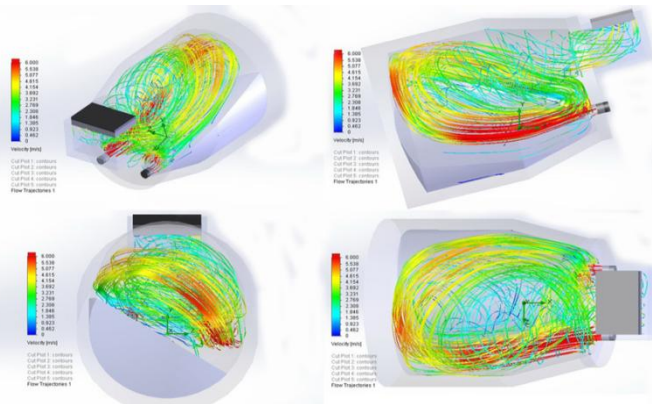 6.000
5.538
5.077
4.615
4.154
3.692
3.231
2.769
2.308
1.846
1.385
0.923
0.462
0
Velocity [m/s]
Cut Plot 1: contours
Cut Plot 2: contours
Cut Plot 3: contours
Cut Plot 4: contours
Cut Plot 5: contours
Flow Trajectories 1
6.000
5.538
5.077
4.615
4.154
3.692
3.231
2.769
2.308
1.846
1.385
0.923
0.462
0
Velocity [m/s]
Cut Plot 1: contours
Cut Plot 2: contours
Cut Plot 3: contours
Cut Plot 4: contours
Cut Plot 5: contours
Flow Trajectories 1
6.000
5.538
5.077
4.615
4.154
3.692
3.231
2.769
2.308
1.846
1.385
0.923
0.462
0
Velocity [m/s]
Cut Plot 1: contours
Cut Plot 2: contours
Cut Plot 3: contours
Cut Plot 4: contours
Cut Plot 5: contours
Flow Trajectories 1
6.000
5.538
5.077
4.615
4.154
3.692
3.231
2.769
2.308
1.846
1.385
0.923
0.462
0
Velocity [m/s]
Cut Plot 1: contours
Cut Plot 2: contours
Cut Plot 3: contours
Cut Plot 4: contours
Cut Plot 5: contours
Flow Trajectories 1